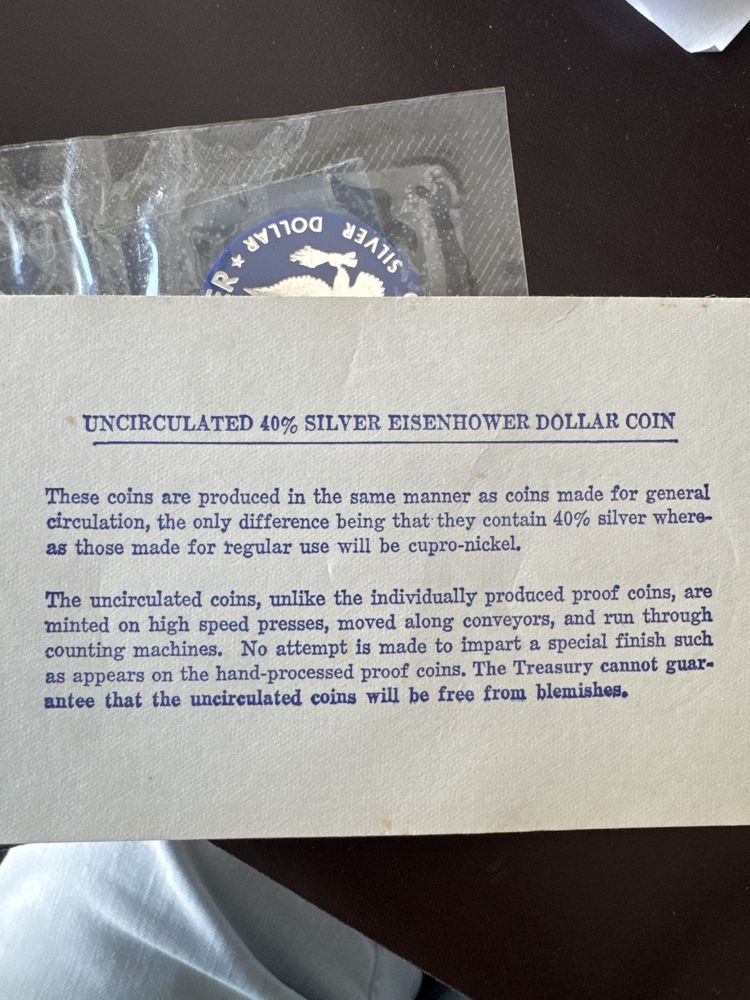 SILVER DOLLAR ★ ER
UNCIRCULATED 40% SILVER EISENHOWER DOLLAR COIN
These coins are produced in the same manner as coins made for general
circulation, the only difference being that they contain 40% silver where-
as those made for regular use will be cupro-nickel.
The uncirculated coins, unlike the individually produced proof coins, are
minted on high speed presses, moved along conveyors, and run through
counting machines. No attempt is made to impart a special finish such
as appears on the hand-processed proof coins. The Treasury cannot guar-
antee that the uncirculated coins will be free from blemishes.